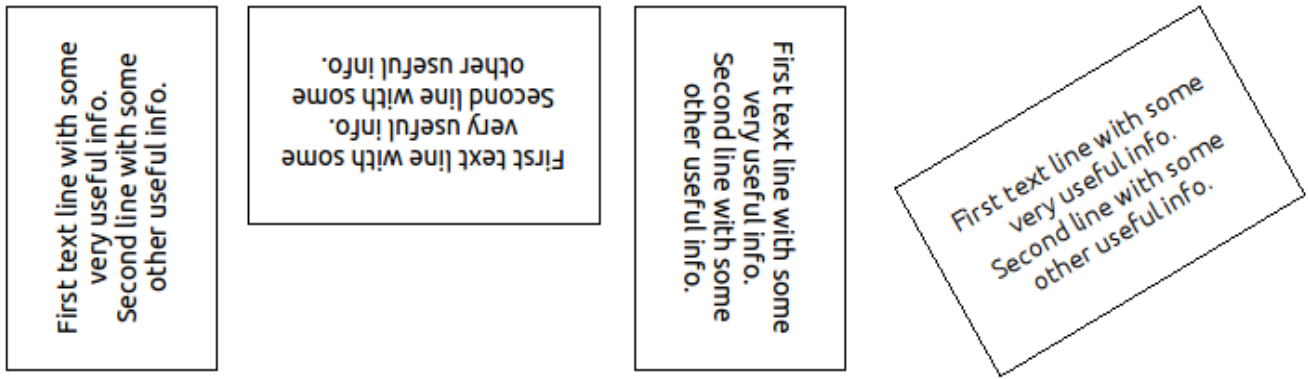 First text line with some
very useful info.
Second line with some
other useful info.
First text line with some
very useful info.
Second line with some
other useful info.
First text line with some
very useful info.
Second line with some
other useful info.
First text line with some
very useful info.
Second line with some
other useful info.